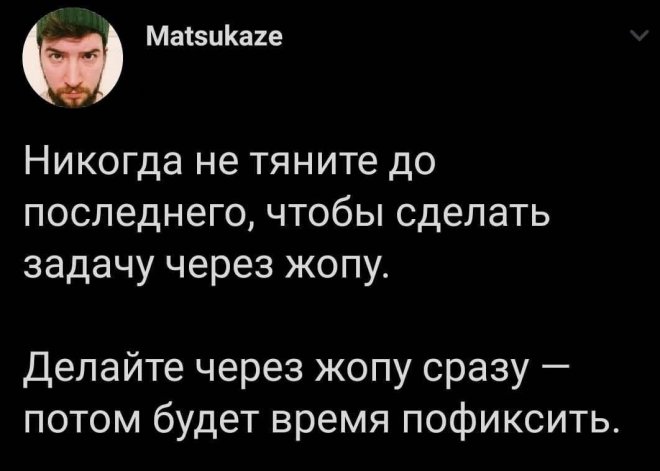 Matsukaze
Никогда не тяните до
последнего, чтобы сделать
задачу через жопу.
Делайте через жопу сразу —
потом будет время пофиксить.